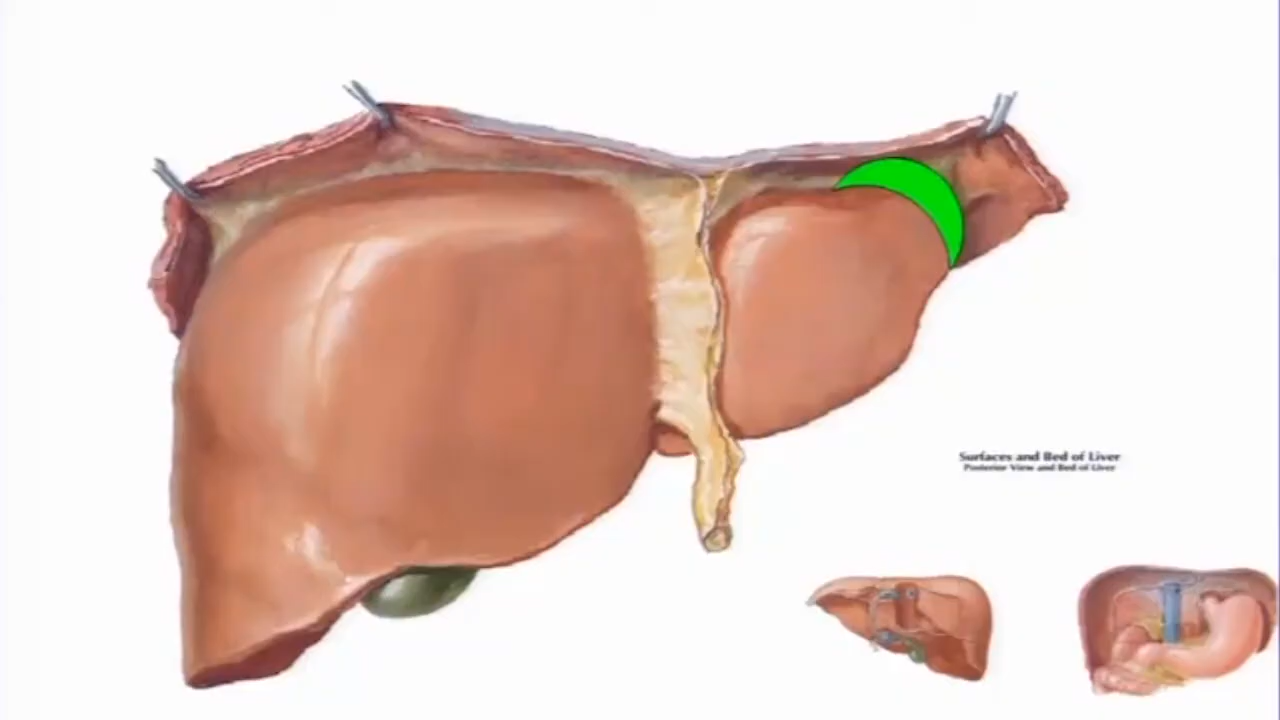 Surfaces and Bed of Liver
Posterior View and Bed of Liver